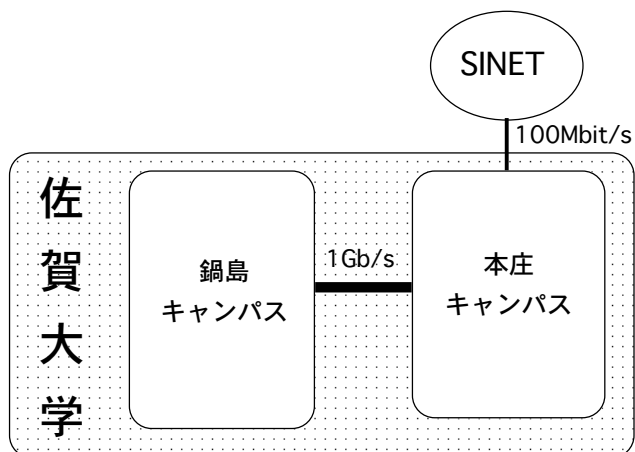 SINET
100Mbit/s
佐
賀
大
学
鍋島
キャンパス
1Gb/s
本庄
キャンパス